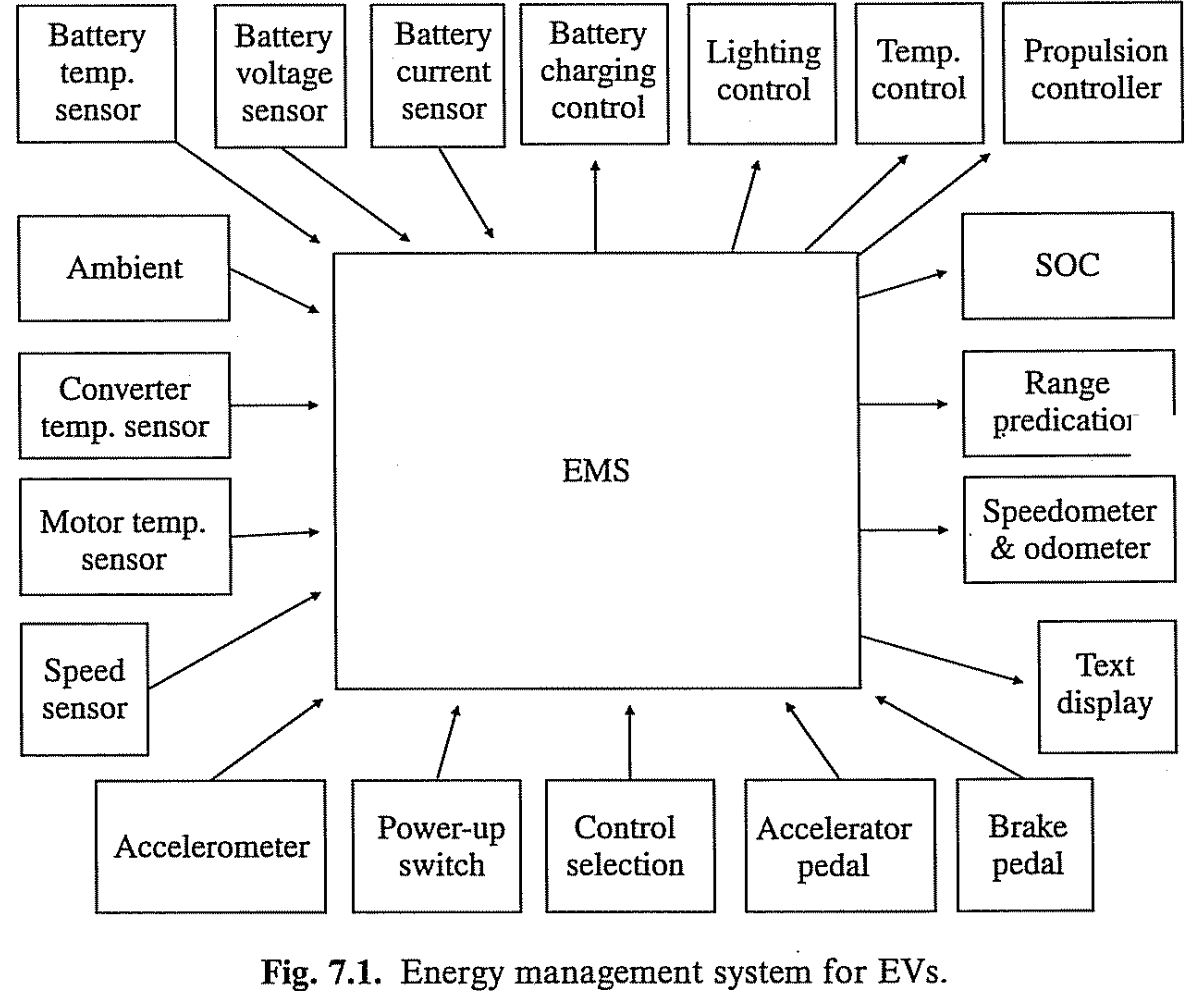 Battery
temp.
sensor
Battery
voltage
sensor
Battery
current
sensor
Battery
charging
control
Lighting
control
Temp.
control
Propulsion
controller
Ambient
SOC
Converter
temp. sensor
Range
predication
EMS
Motor temp.
sensor
Speedometer
& odometer
Speed
sensor
Text
display
Accelerometer
Power-up
switch
Control
selection
Accelerator
pedal
Brake
pedal
Fig. 7.1. Energy management system for EVs.